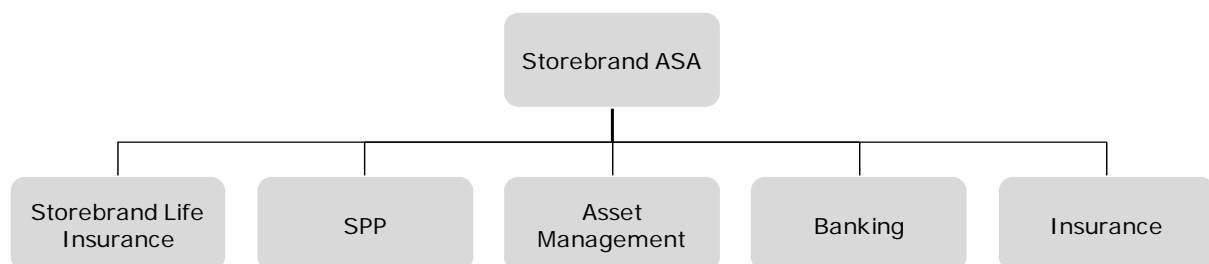 Storebrand ASA
Storebrand Life
Insurance
SPP
Asset
Management
Banking
Insurance